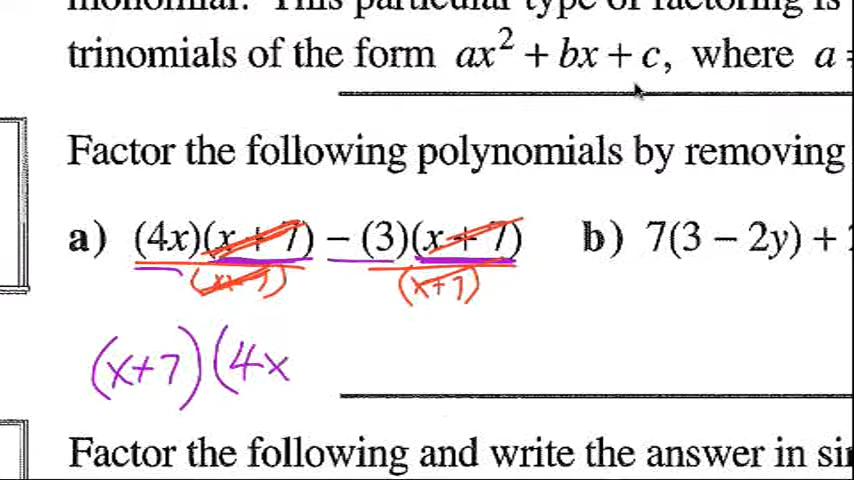 trinomials of the form ax² + bx + c, where a
Factor the following polynomials by removing
a) (4x)(x + 7) − (3)(x + 7) b) 7(3 − 2y) +
(x+7) (x+7)
(x+7)(4x
Factor the following and write the answer in